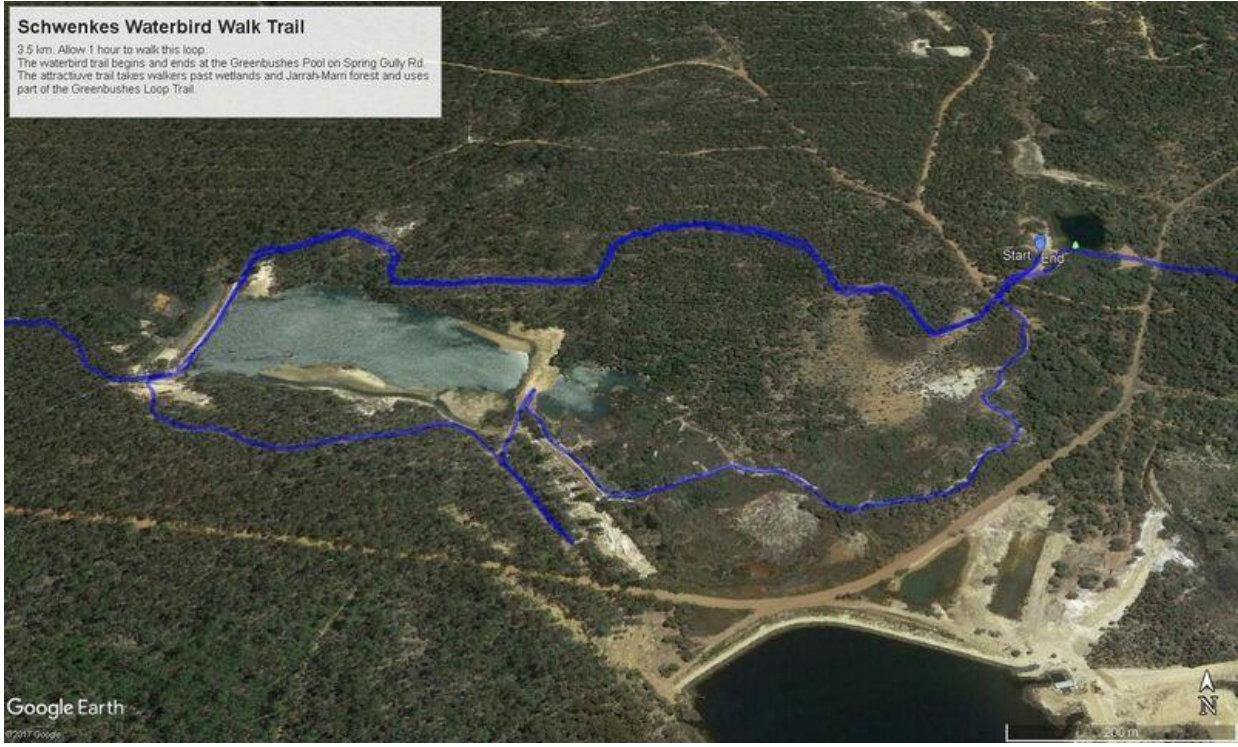 Schwenkes Waterbird Walk Trail
3.5 km. Allow 1 hour to walk this loop.
The waterbird trail begins and ends at the Greenbushes Pool on Spring Gully Rd.
The attractiuve trail takes walkers past wetlands and Jarrah-Marri forest and uses
part of the Greenbushes Loop Trail.
Start End
Google Earth
©2017 Google
N
200 m